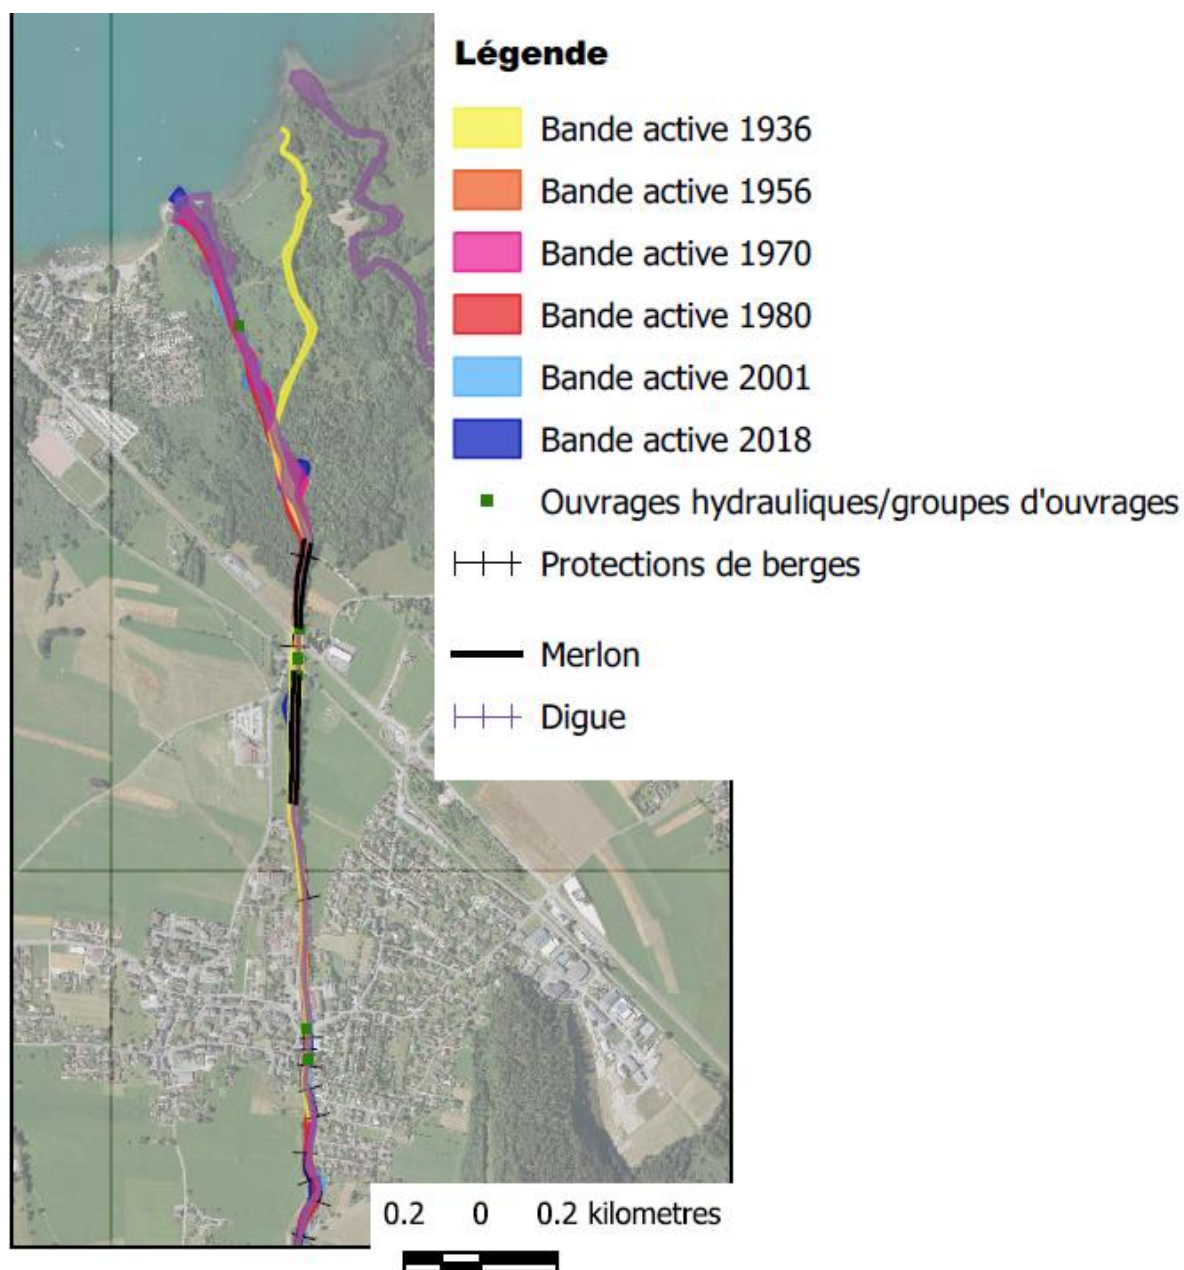 Légende
Bande active 1936
Bande active 1956
Bande active 1970
Bande active 1980
Bande active 2001
Bande active 2018
Ouvrages hydrauliques/groupes d'ouvrages
Protections de berges
Merlon
Digue
0.2 0 0.2 kilometres